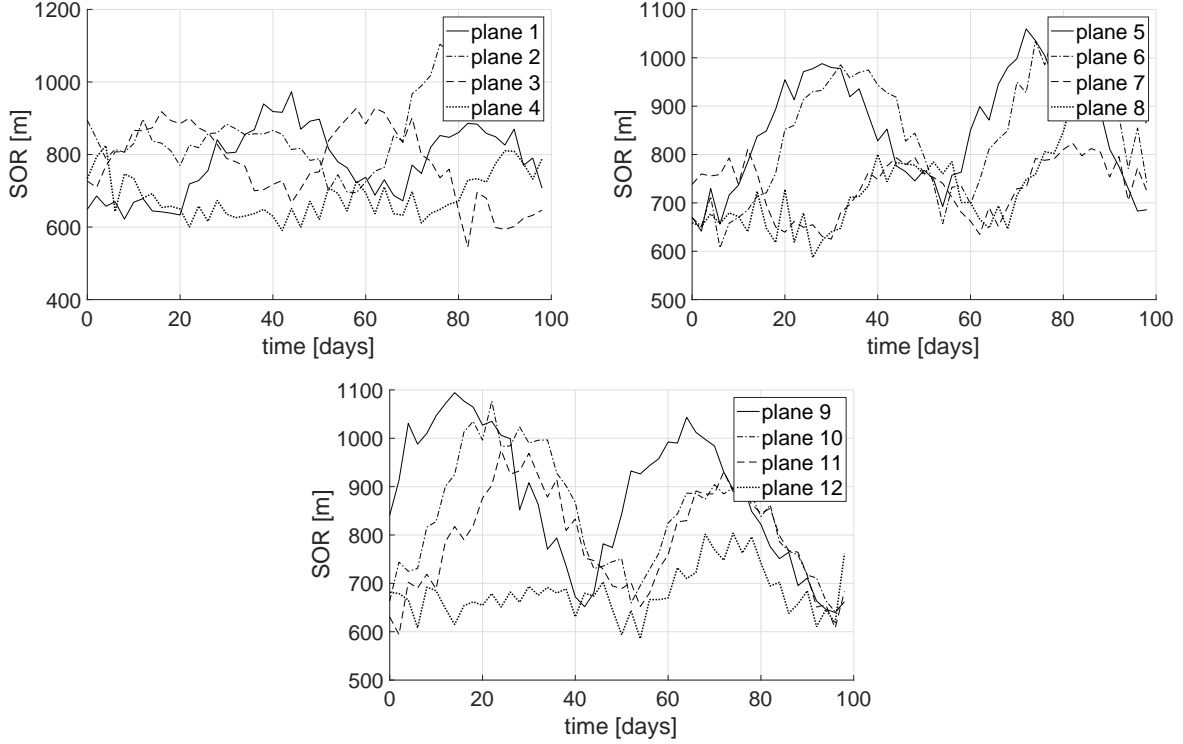 1200
1000
800
600
400
SOR [m]
0 20 40 60 80 100
time [days]
plane 1
plane 2
plane 3
plane 4
1100
1000
900
800
700
600
500
SOR [m]
0 20 40 60 80 100
time [days]
plane 5
plane 6
plane 7
plane 8
1100
1000
900
800
700
600
500
SOR [m]
0 20 40 60 80 100
time [days]
plane 9
plane 10
plane 11
plane 12